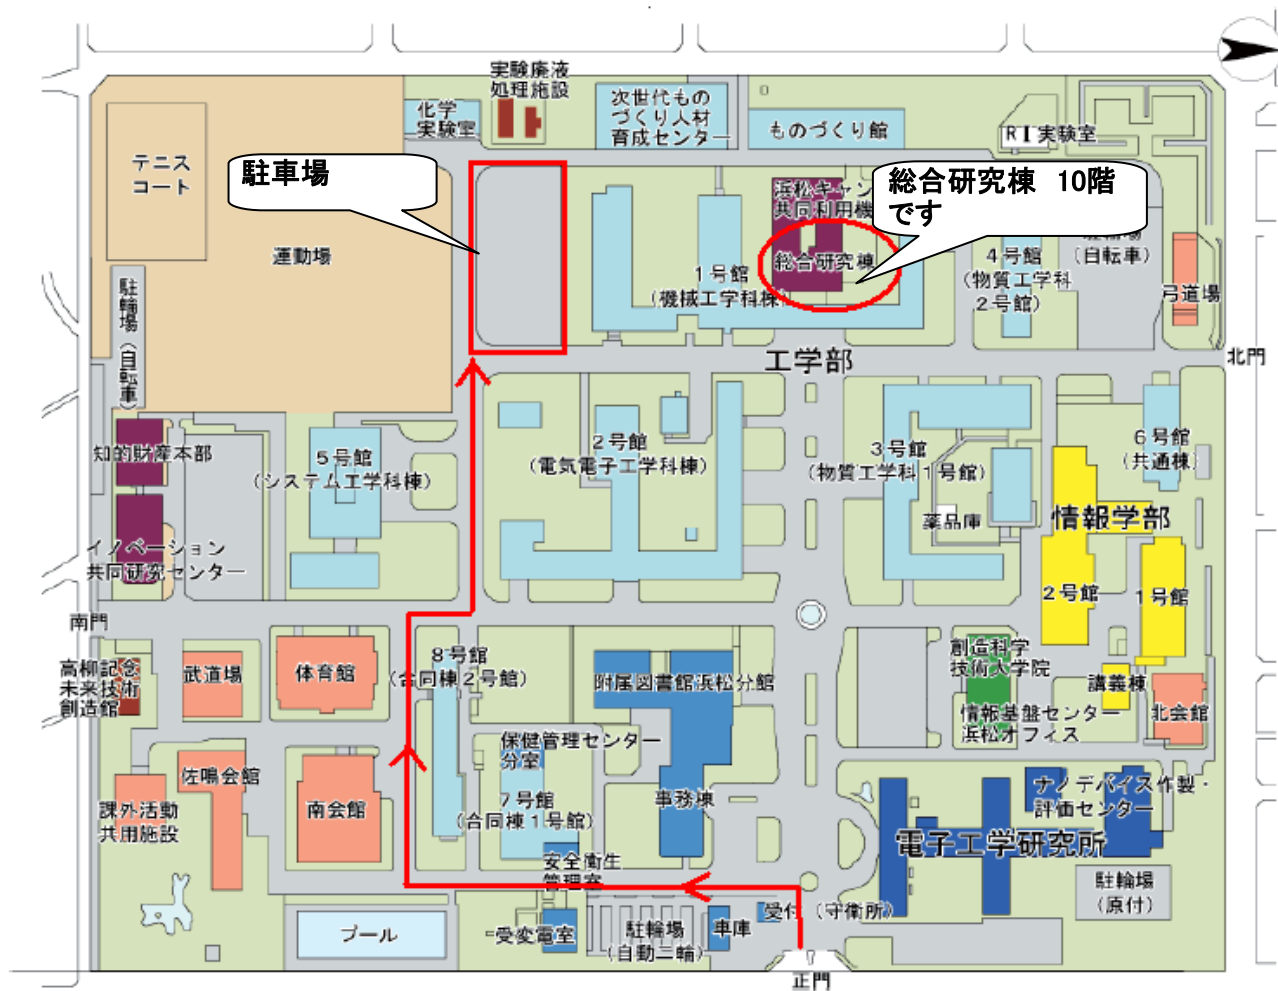 実験廃液
処理施設
化学
実験室
次世代もの
づくり人材
育成センター
ものづくり館
RI実験室
テニス
コート
駐車場
浜松キャン
共同利用機
総合研究棟 10階
です
運動場
1号館
(機械工学科棟)
総合研究棟
4号館
(物質工学科
2号館)
(自転車)
弓道場
駐輪場(自転車)
工学部
北門
知的財産本部
5号館
(システム工学科棟)
2号館
(電気電子工学科棟)
3号館
(物質工学科1号館)
薬品庫
6号館
(共通棟)
情報学部
イノベーション
共同研究センター
2号館
1号館
南門
高柳記念
未来技術
創造館
武道場
体育館
8号館
(合同棟2号館)
附属図書館浜松分館
創造科学
技術大学院
講義棟
情報基盤センター
浜松オフィス
北会館
佐鳴会館
課外活動
共用施設
南会館
保健管理センター
分室
7号館
(合同棟1号館)
事務棟
ナノデバイス作製・
評価センター
電子工学研究所
安全衛生
管理室
駐輪場
(原付)
プール
受変電室
駐輪場
(自動二輪)
車庫
受付(守衛所)
正門